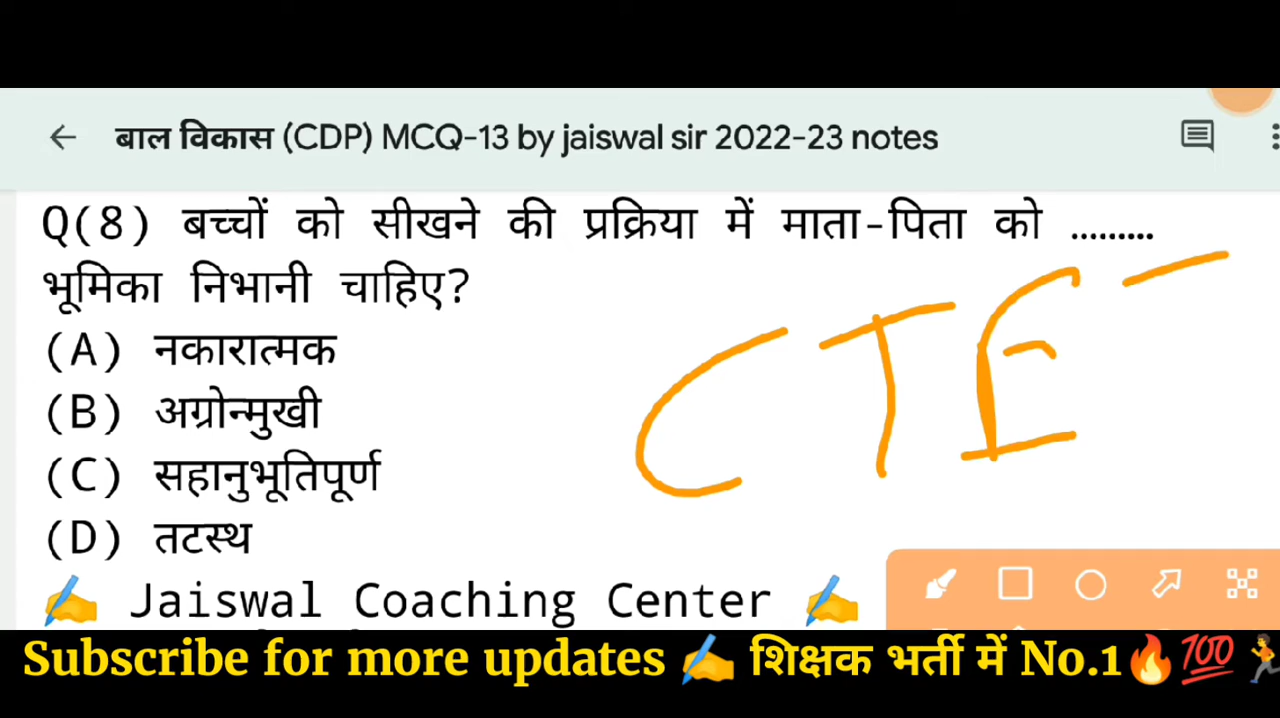 बाल विकास (CDP) MCQ-13 by jaiswal sir 2022-23 notes
Q(8) बच्चों को सीखने की प्रक्रिया में माता-पिता को .........
भूमिका निभानी चाहिए?
(A) नकारात्मक
(B) अग्रोन्मुखी
(C) सहानुभूतिपूर्ण
(D) तटस्थ
CTE
✍️ Jaiswal Coaching Center ✍️
Subscribe for more updates ✍️ शिक्षक भर्ती में No.1🔥💯🏃